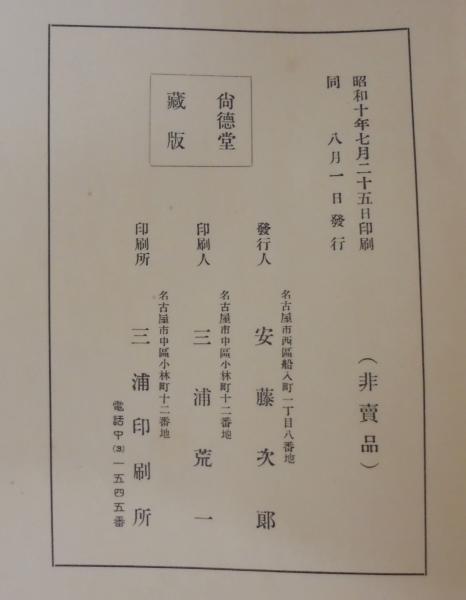 昭和十年七月二十五日印刷
同 八月一日發行
(非賣品)
尙德堂
藏版
名古屋市西區船入町一丁目八番地
發行人 安藤次郞
名古屋市中區小林町十二番地
印刷人 三浦荒一
名古屋市中區小林町十二番地
印刷所 三浦印刷所
電話中(3)一五四五番